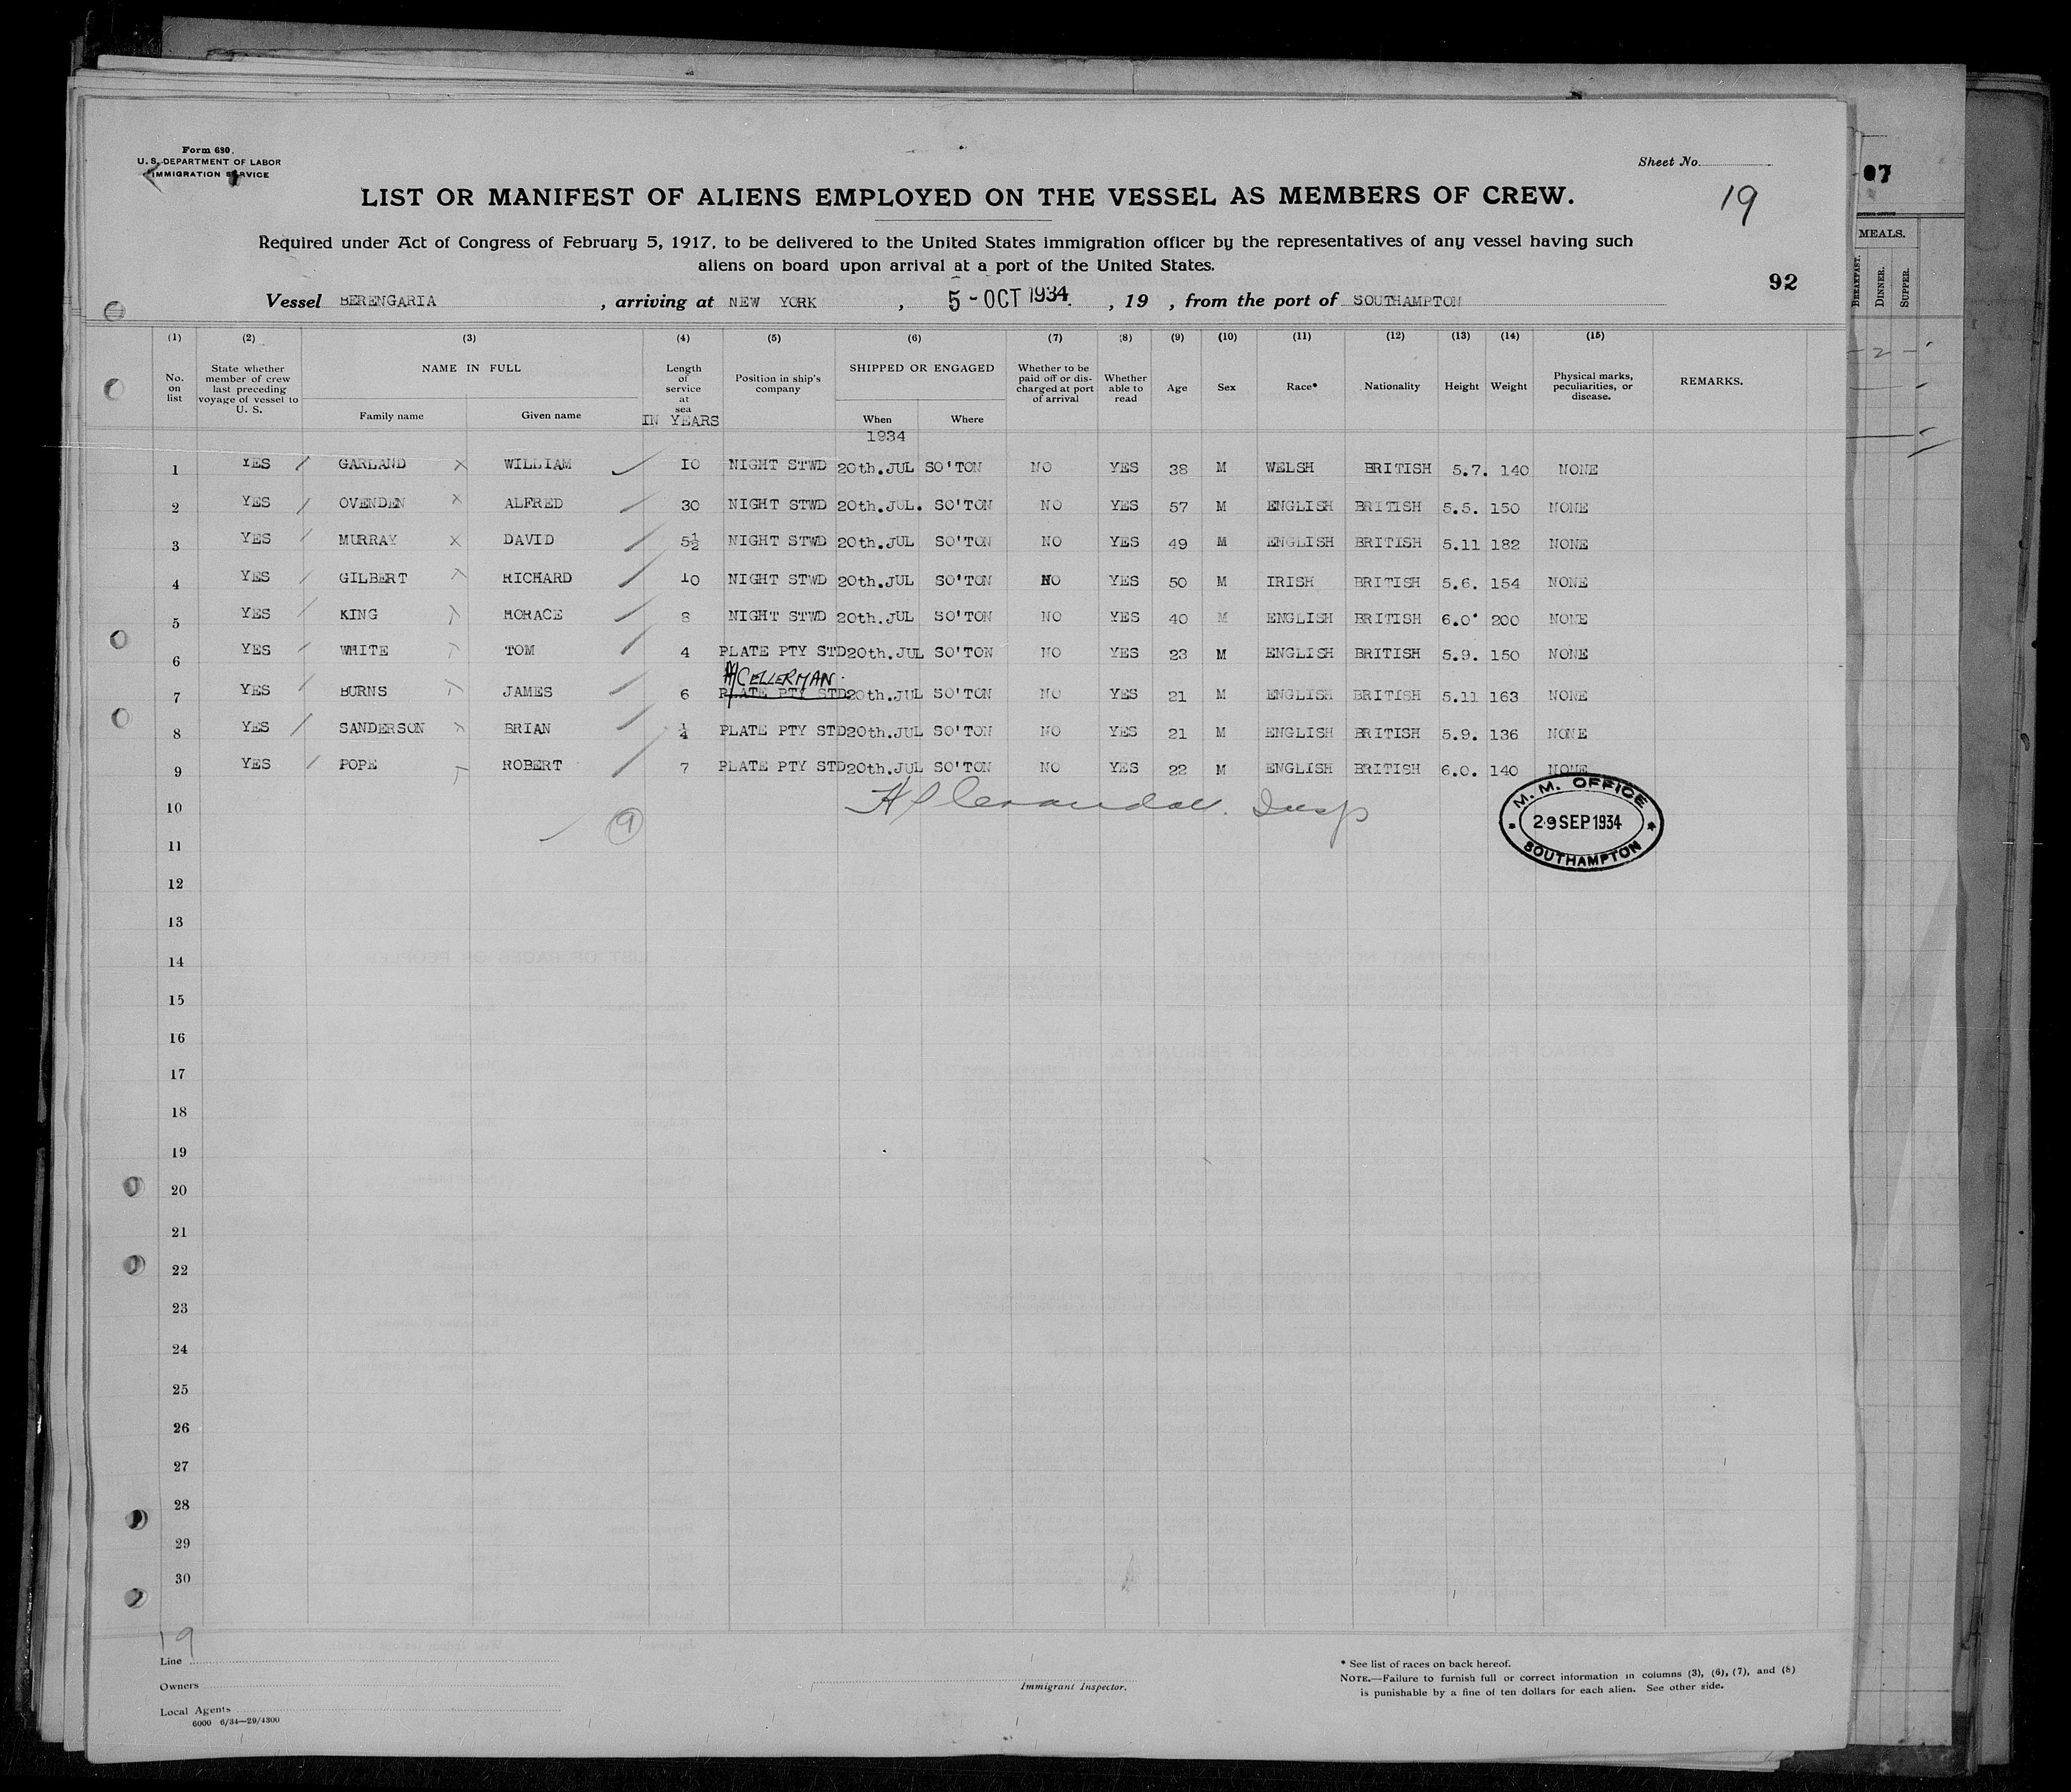 Form 680.
U. S. DEPARTMENT OF LABOR
IMMIGRATION SERVICE
Sheet No.
19
LIST OR MANIFEST OF ALIENS EMPLOYED ON THE VESSEL AS MEMBERS OF CREW.
Required under Act of Congress of February 5, 1917, to be delivered to the United States immigration officer by the representatives of any vessel having such
aliens on board upon arrival at a port of the United States.
92
Vessel BERENGARIA , arriving at NEW YORK , 5 - OCT 1934 , 19 , from the port of SOUTHAMPTON
(1) (2) (3) (4) (5) (6) (7) (8) (9) (10) (11) (12) (13) (14) (15)
No. on list
State whether member of crew last preceding voyage of vessel to U. S.
NAME IN FULL
Family name Given name
Length of service at sea
IN YEARS
Position in ship's company
SHIPPED OR ENGAGED
When Where
1934
Whether to be paid off or discharged at port of arrival
Whether able to read
Age
Sex
Race*
Nationality
Height
Weight
Physical marks, peculiarities, or disease.
REMARKS.
1 YES GARLAND WILLIAM 10 NIGHT STWD 20th.JUL SO'TON NO YES 38 M WELSH BRITISH 5.7. 140 NONE
2 YES OVENDEN ALFRED 30 NIGHT STWD 20th.JUL. SO'TON NO YES 57 M ENGLISH BRITISH 5.5. 150 NONE
3 YES MURRAY DAVID 5½ NIGHT STWD 20th.JUL SO'TON NO YES 49 M ENGLISH BRITISH 5.11 182 NONE
4 YES GILBERT RICHARD 10 NIGHT STWD 20th.JUL SO'TON NO YES 50 M IRISH BRITISH 5.6. 154 NONE
5 YES KING HORACE 8 NIGHT STWD 20th.JUL SO'TON NO YES 40 M ENGLISH BRITISH 6.0 200 NONE
6 YES WHITE TOM 4 PLATE PTY STD 20th.JUL SO'TON NO YES 23 M ENGLISH BRITISH 5.9. 150 NONE
A/CELLERMAN.
7 YES BURNS JAMES 6 PLATE PTY STD 20th.JUL SO'TON NO YES 21 M ENGLISH BRITISH 5.11 163 NONE
8 YES SANDERSON BRIAN ¼ PLATE PTY STD 20th.JUL SO'TON NO YES 21 M ENGLISH BRITISH 5.9. 136 NONE
9 YES POPE ROBERT 7 PLATE PTY STD 20th.JUL SO'TON NO YES 22 M ENGLISH BRITISH 6.0. 140 NONE
10
Insp
M. M. OFFICE
29 SEP 1934
SOUTHAMPTON
9
11
12
13
14
15
16
17
18
19
20
21
22
23
24
25
26
27
28
29
30
19
Line
Owners
Local Agents
6000 6/34—29/4300
Immigrant Inspector.
* See list of races on back hereof.
NOTE.—Failure to furnish full or correct information in columns (3), (6), (7), and (8)
is punishable by a fine of ten dollars for each alien. See other side.
07
MEALS.
BREAKFAST.
DINNER.
SUPPER.
2